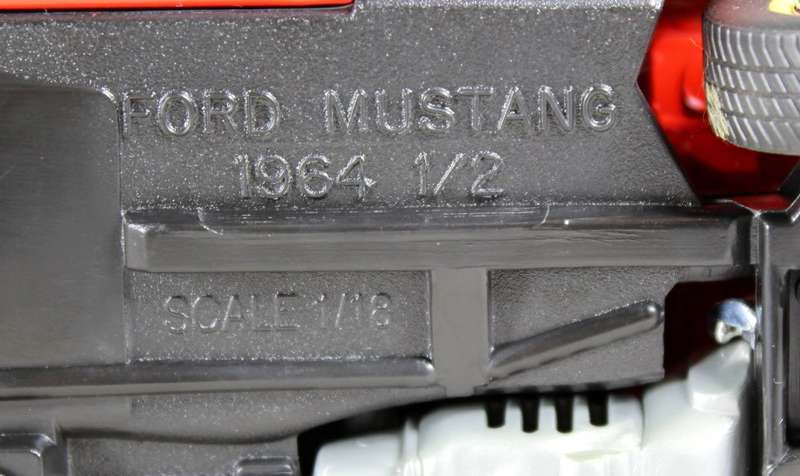 FORD MUSTANG
1964 1/2
SCALE 1/18